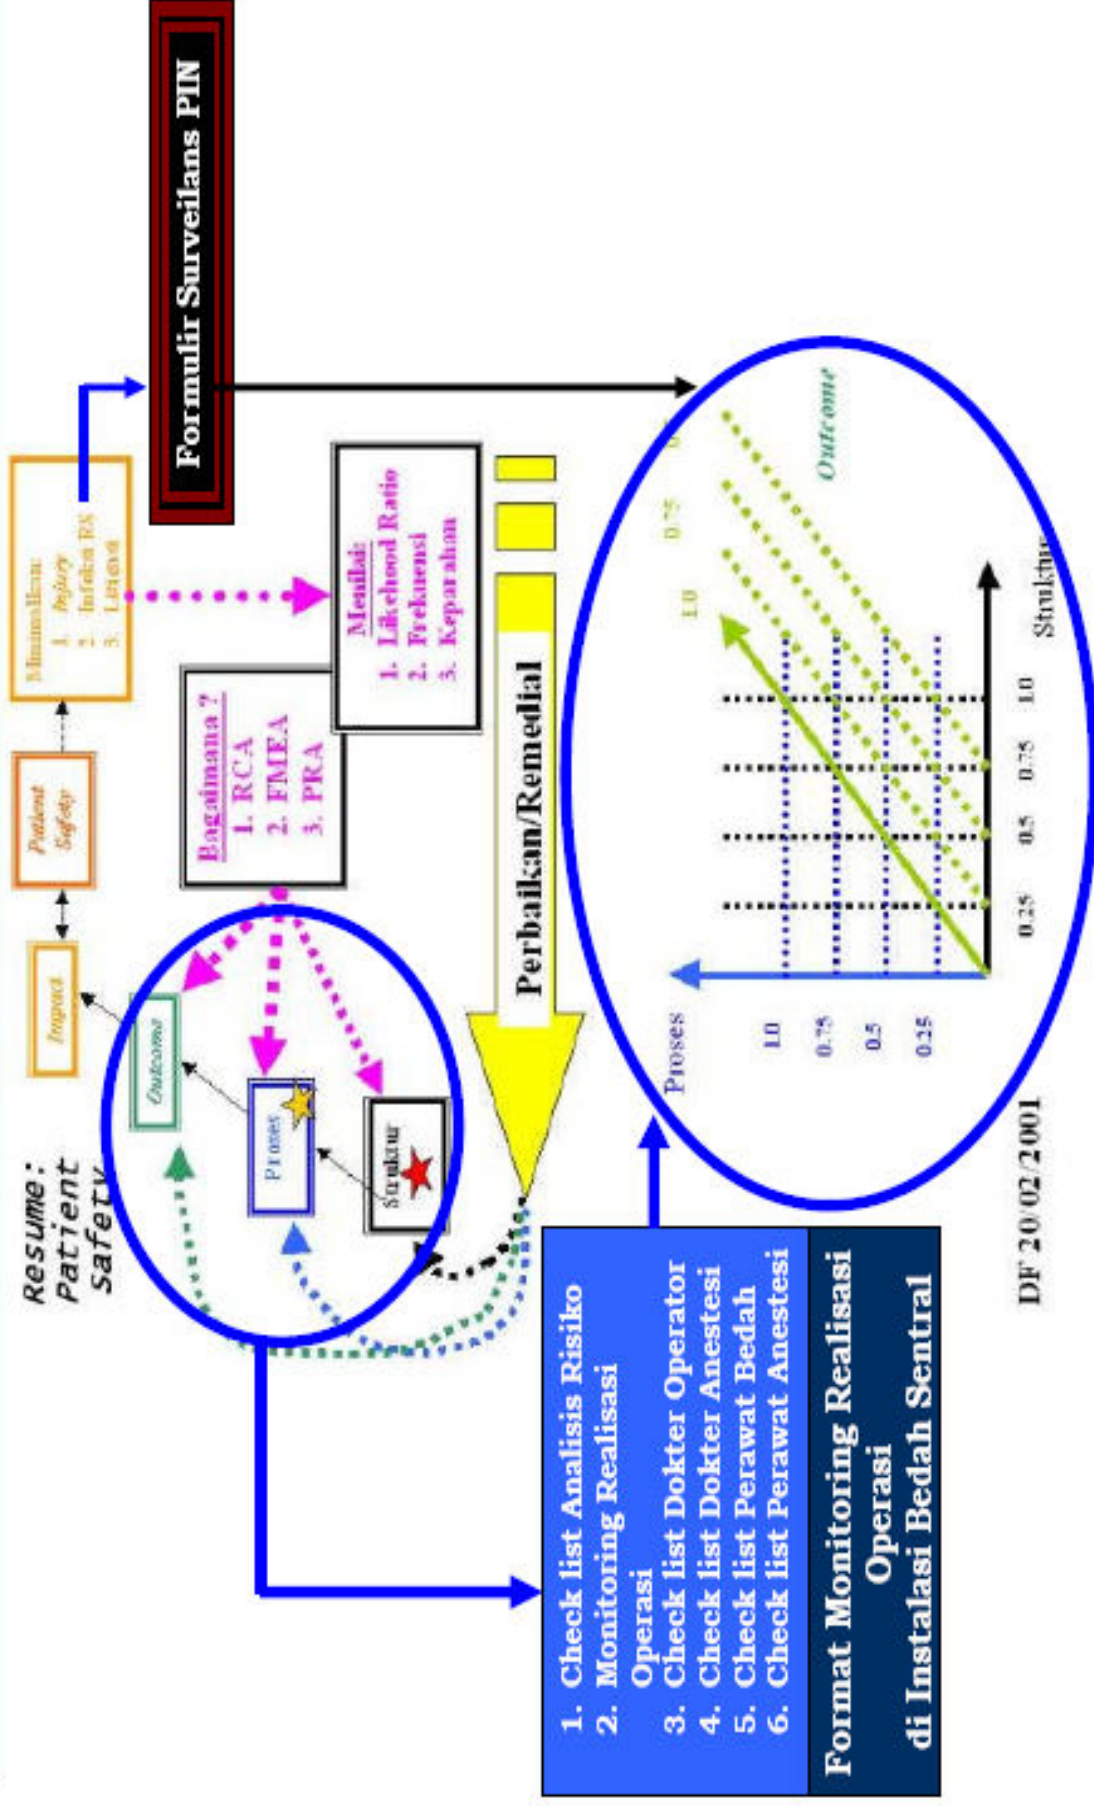 Resume:
Patient
safety
Impact
Patient
Safety
Minimalkan:
1. Injury
2. Infeksi RS
3.
Outcome
Proses
Struktur
Bagaimana ?
1. RCA
2. FMEA
3. PRA
Menilai:
1. Likelihood Ratio
2. Frekuensi
3. Keparahan
Formulir Surveilans PIN
Perbaikan/Remedial
1. Check list Analisis Risiko
2. Monitoring Realisasi
Operasi
3. Check list Dokter Operator
4. Check list Dokter Anestesi
5. Check list Perawat Bedah
6. Check list Perawat Anestesi
Format Monitoring Realisasi
Operasi
di Instalasi Bedah Sentral
Proses
1.0
0.75
0.5
0.25
0.25
0.5
0.75
1.0
Struktur
1.0
0.75
Outcome
DF 20/02/2001